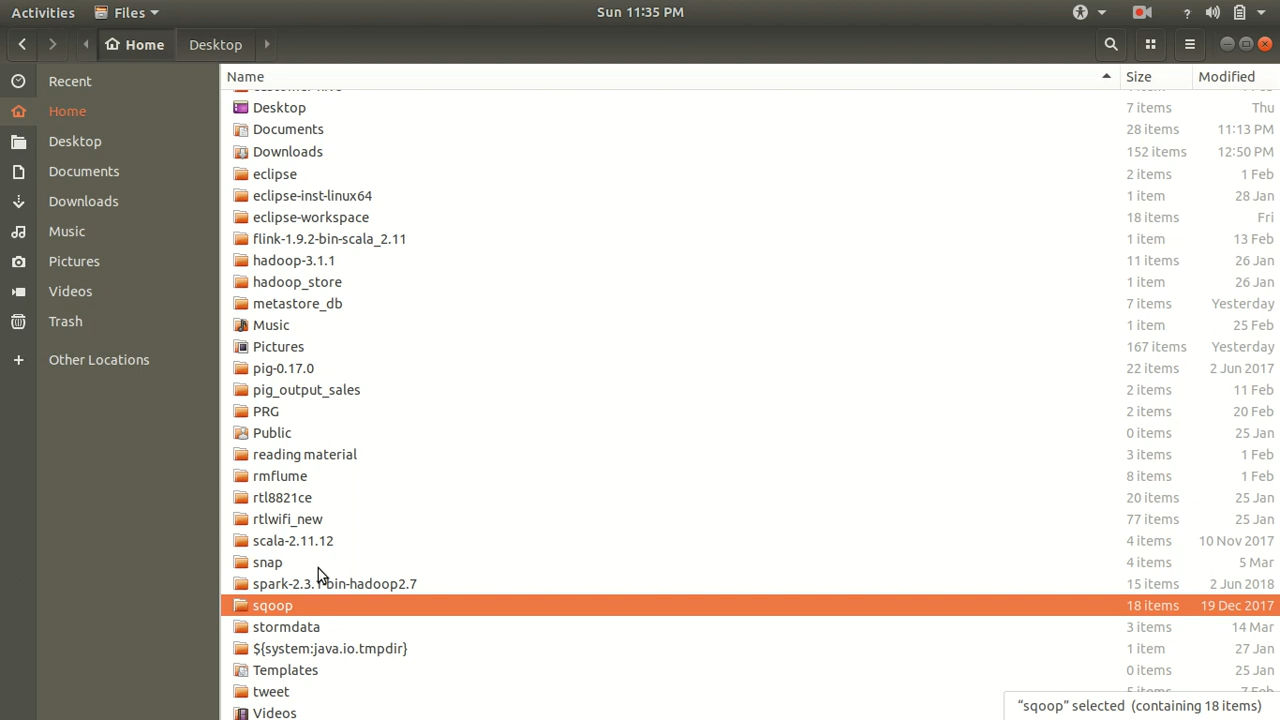 Activities Files Sun 11:35 PM ?
Home Desktop
Name Size Modified
Recent
Home
Desktop
Documents
Downloads
Music
Pictures
Videos
Trash
+ Other Locations
Desktop 7 items Thu
Documents 28 items 11:13 PM
Downloads 152 items 12:50 PM
eclipse 2 items 1 Feb
eclipse-inst-linux64 1 item 28 Jan
eclipse-workspace 18 items Fri
flink-1.9.2-bin-scala_2.11 1 item 13 Feb
hadoop-3.1.1 11 items 26 Jan
hadoop_store 1 item 26 Jan
metastore_db 7 items Yesterday
Music 1 item 25 Feb
Pictures 167 items Yesterday
pig-0.17.0 22 items 2 Jun 2017
pig_output_sales 2 items 11 Feb
PRG 2 items 20 Feb
Public 0 items 25 Jan
reading material 3 items 1 Feb
rmflume 8 items 1 Feb
rtl8821ce 20 items 25 Jan
rtlwifi_new 77 items 25 Jan
scala-2.11.12 4 items 10 Nov 2017
snap 4 items 5 Mar
spark-2.3.1-bin-hadoop2.7 15 items 2 Jun 2018
sqoop 18 items 19 Dec 2017
stormdata 3 items 14 Mar
${system:java.io.tmpdir} 1 item 27 Jan
Templates 0 items 25 Jan
tweet
Videos
“sqoop” selected (containing 18 items)